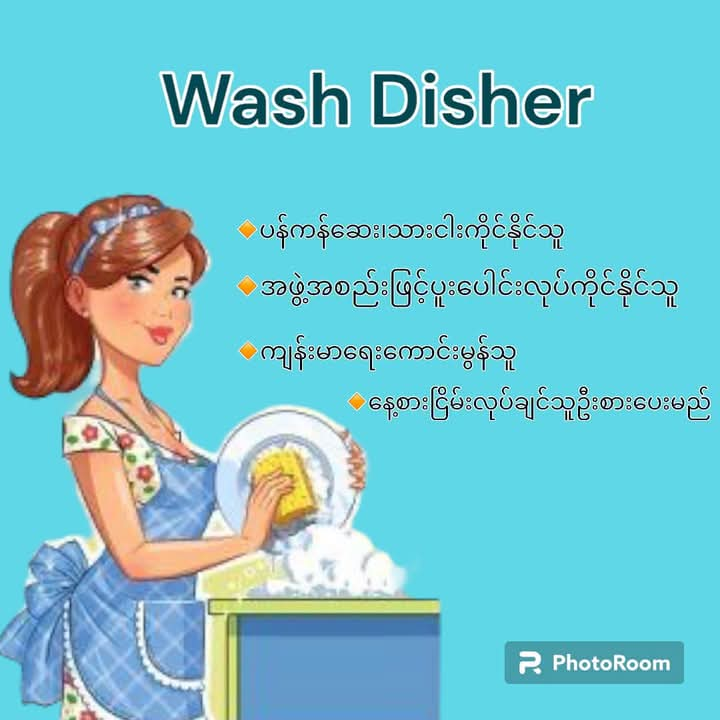 Wash Disher
🔸ပန်ကန်ဆေး၊သားငါးကိုင်နိုင်သူ
🔸အဖွဲ့အစည်းဖြင့်ပူးပေါင်းလုပ်ကိုင်နိုင်သူ
🔸ကျန်းမာရေးကောင်းမွန်သူ
🔸နေ့စားငြိမ်းလုပ်ချင်သူဦးစားပေးမည်
PhotoRoom